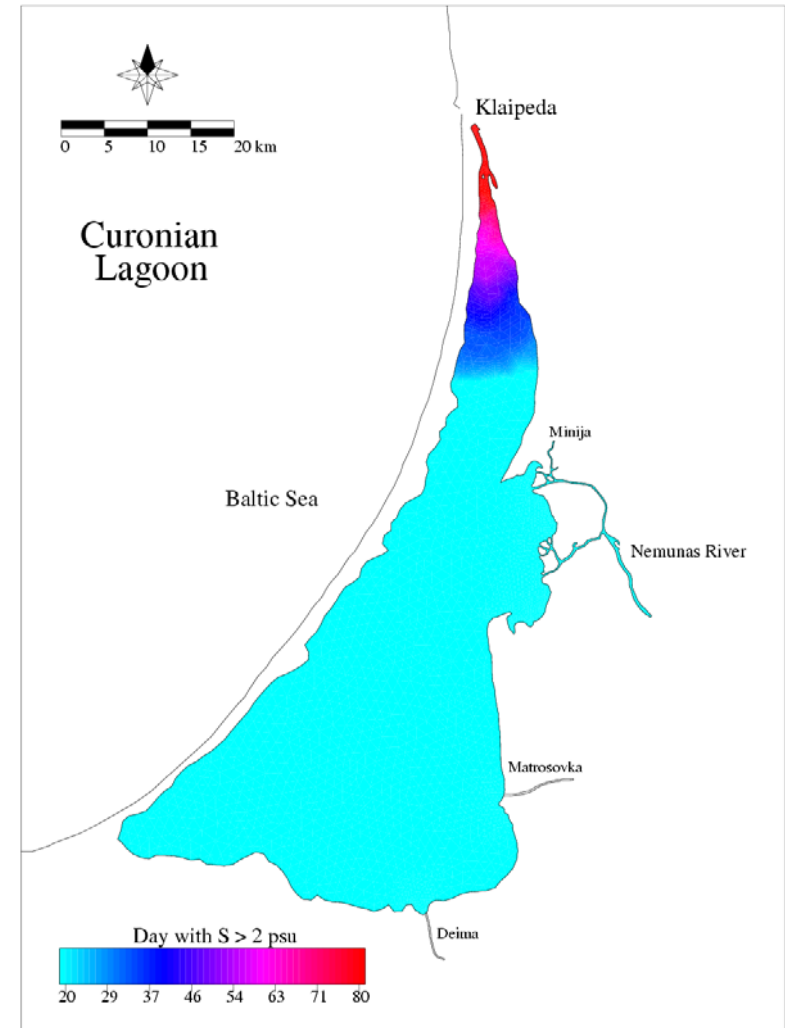 Klaipeda
0 5 10 15 20 km
Curonian
Lagoon
Minija
Baltic Sea
Nemunas River
Matrosovka
Deima
Day with S > 2 psu
20 29 37 46 54 63 71 80